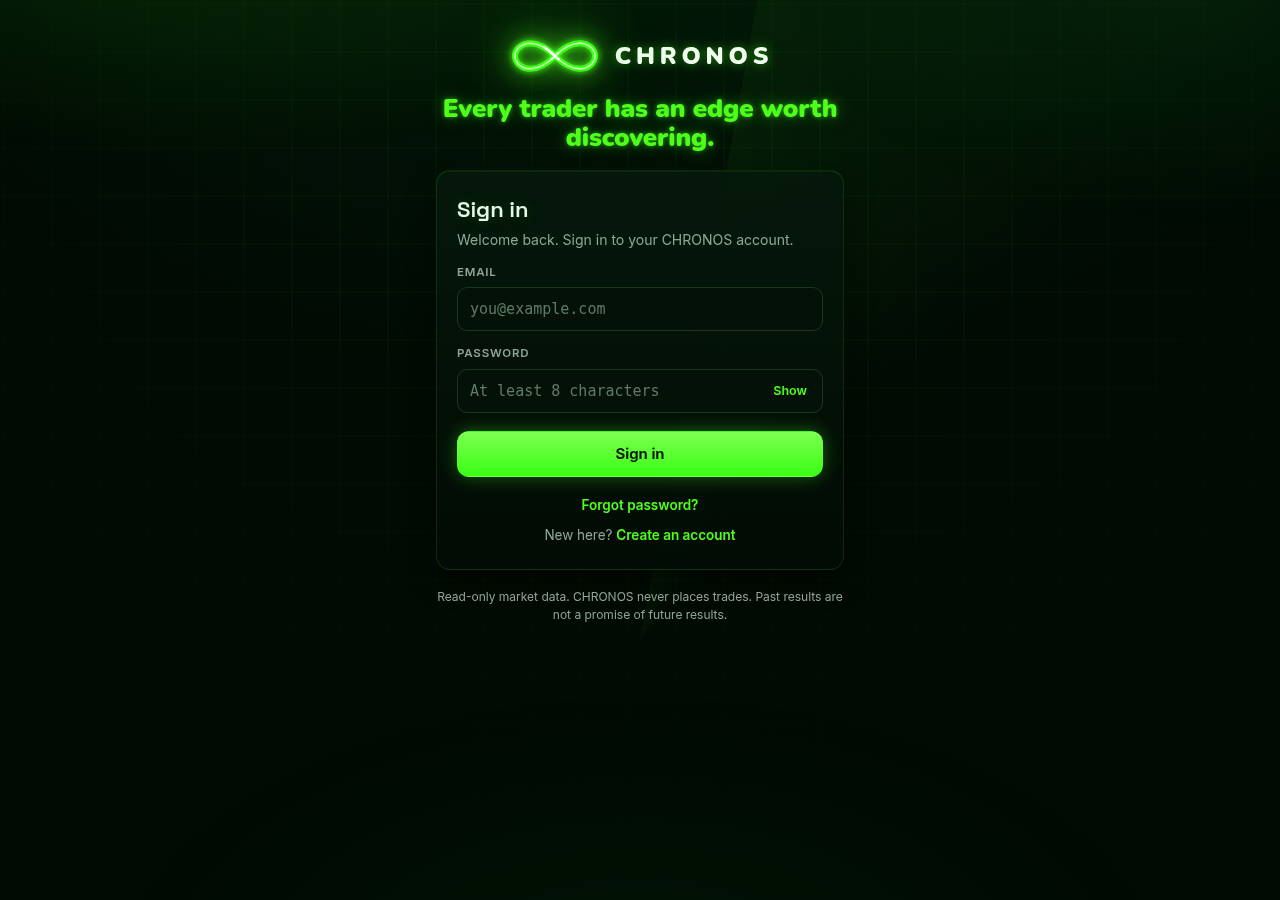 CHRONOS
Every trader has an edge worth
discovering.
Sign in
Welcome back. Sign in to your CHRONOS account.
EMAIL
you@example.com
PASSWORD
At least 8 characters
Show
Sign in
Forgot password?
New here? Create an account
Read-only market data. CHRONOS never places trades. Past results are
not a promise of future results.